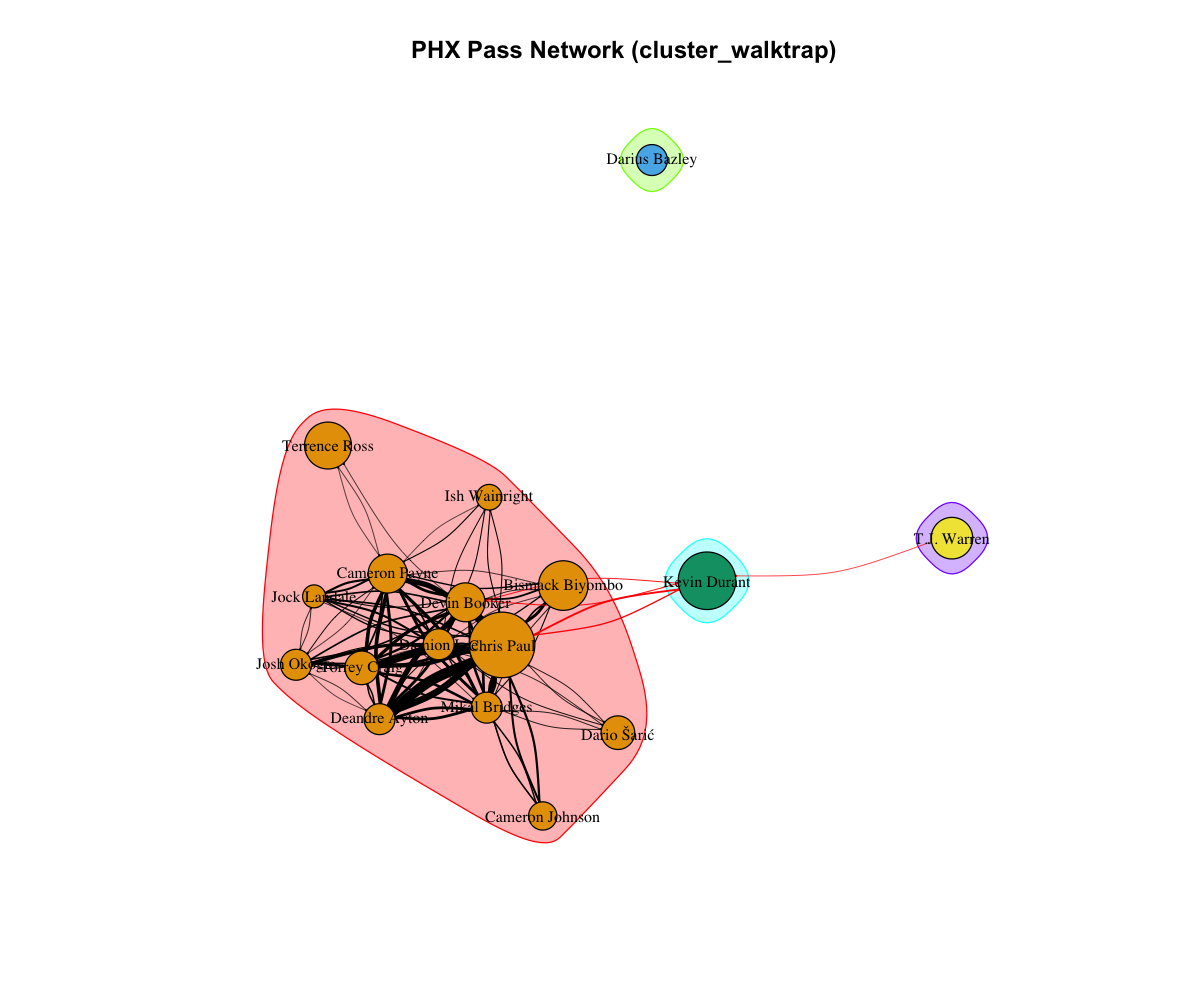 PHX Pass Network (cluster_walktrap)
Darius Bazley
Terrence Ross
Ish Wainright
T.J. Warren
Cameron Payne
Kevin Durant
Bismack Biyombo
Jock Landale
Devin Booker
Damion Lee
Chris Paul
Josh Okogie
Torrey Craig
Mikal Bridges
Deandre Ayton
Dario Šarić
Cameron Johnson